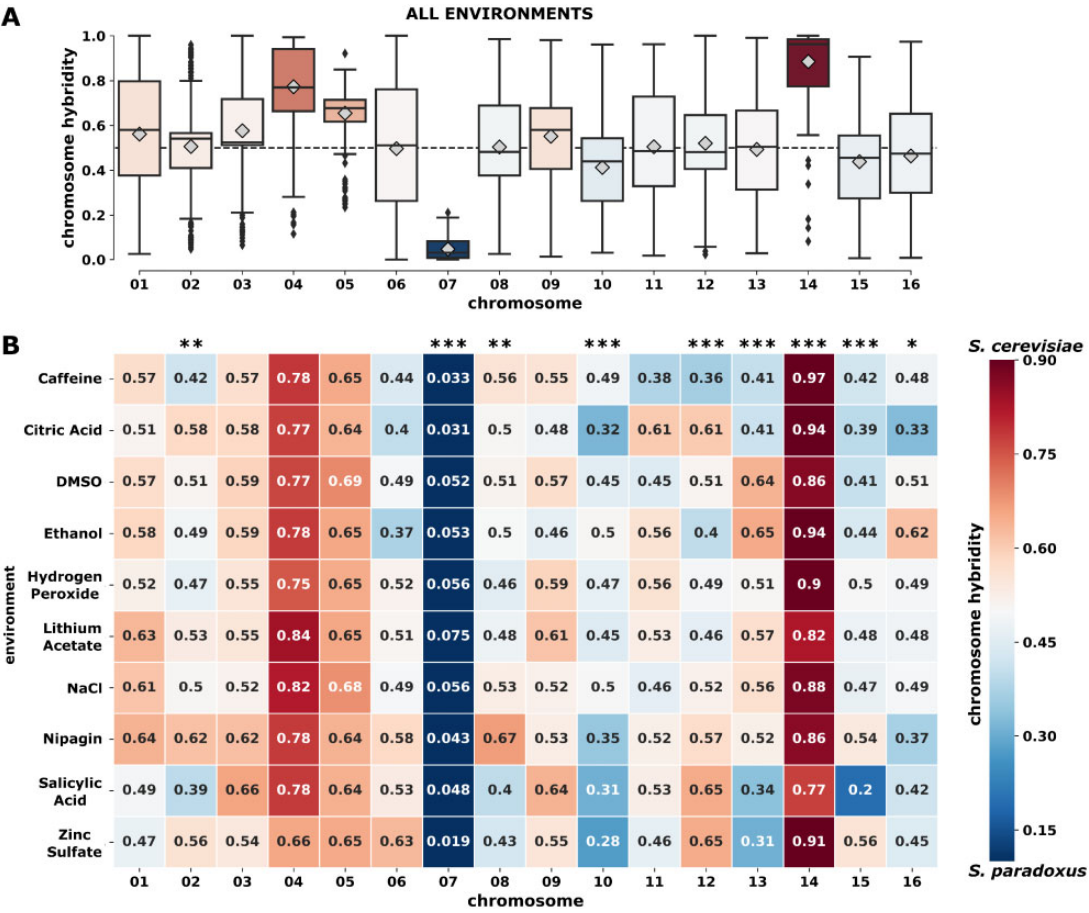 A
ALL ENVIRONMENTS
chromosome hybridity
1.0
0.8
0.6
0.4
0.2
0.0
01 02 03 04 05 06 07 08 09 10 11 12 13 14 15 16
chromosome
B
** *** ** *** *** *** *** *** *
S. cerevisiae
environment
Caffeine 0.57 0.42 0.57 0.78 0.65 0.44 0.033 0.56 0.55 0.49 0.38 0.36 0.41 0.97 0.42 0.48
Citric Acid 0.51 0.58 0.58 0.77 0.64 0.4 0.031 0.5 0.48 0.32 0.61 0.61 0.41 0.94 0.39 0.33
DMSO 0.57 0.51 0.59 0.77 0.69 0.49 0.052 0.51 0.57 0.45 0.45 0.51 0.64 0.86 0.41 0.51
Ethanol 0.58 0.49 0.59 0.78 0.65 0.37 0.053 0.5 0.46 0.5 0.56 0.4 0.65 0.94 0.44 0.62
Hydrogen
Peroxide 0.52 0.47 0.55 0.75 0.65 0.52 0.056 0.46 0.59 0.47 0.56 0.49 0.51 0.9 0.5 0.49
Lithium
Acetate 0.63 0.53 0.55 0.84 0.65 0.51 0.075 0.48 0.61 0.45 0.53 0.46 0.57 0.82 0.48 0.48
NaCl 0.61 0.5 0.52 0.82 0.68 0.49 0.056 0.53 0.52 0.5 0.46 0.52 0.56 0.88 0.47 0.49
Nipagin 0.64 0.62 0.62 0.78 0.64 0.58 0.043 0.67 0.53 0.35 0.52 0.57 0.52 0.86 0.54 0.37
Salicylic
Acid 0.49 0.39 0.66 0.78 0.64 0.53 0.048 0.4 0.64 0.31 0.53 0.65 0.34 0.77 0.2 0.42
Zinc
Sulfate 0.47 0.56 0.54 0.66 0.65 0.63 0.019 0.43 0.55 0.28 0.46 0.65 0.31 0.91 0.56 0.45
01 02 03 04 05 06 07 08 09 10 11 12 13 14 15 16
chromosome
0.90
0.75
0.60
0.45
0.30
0.15
chromosome hybridity
S. paradoxus